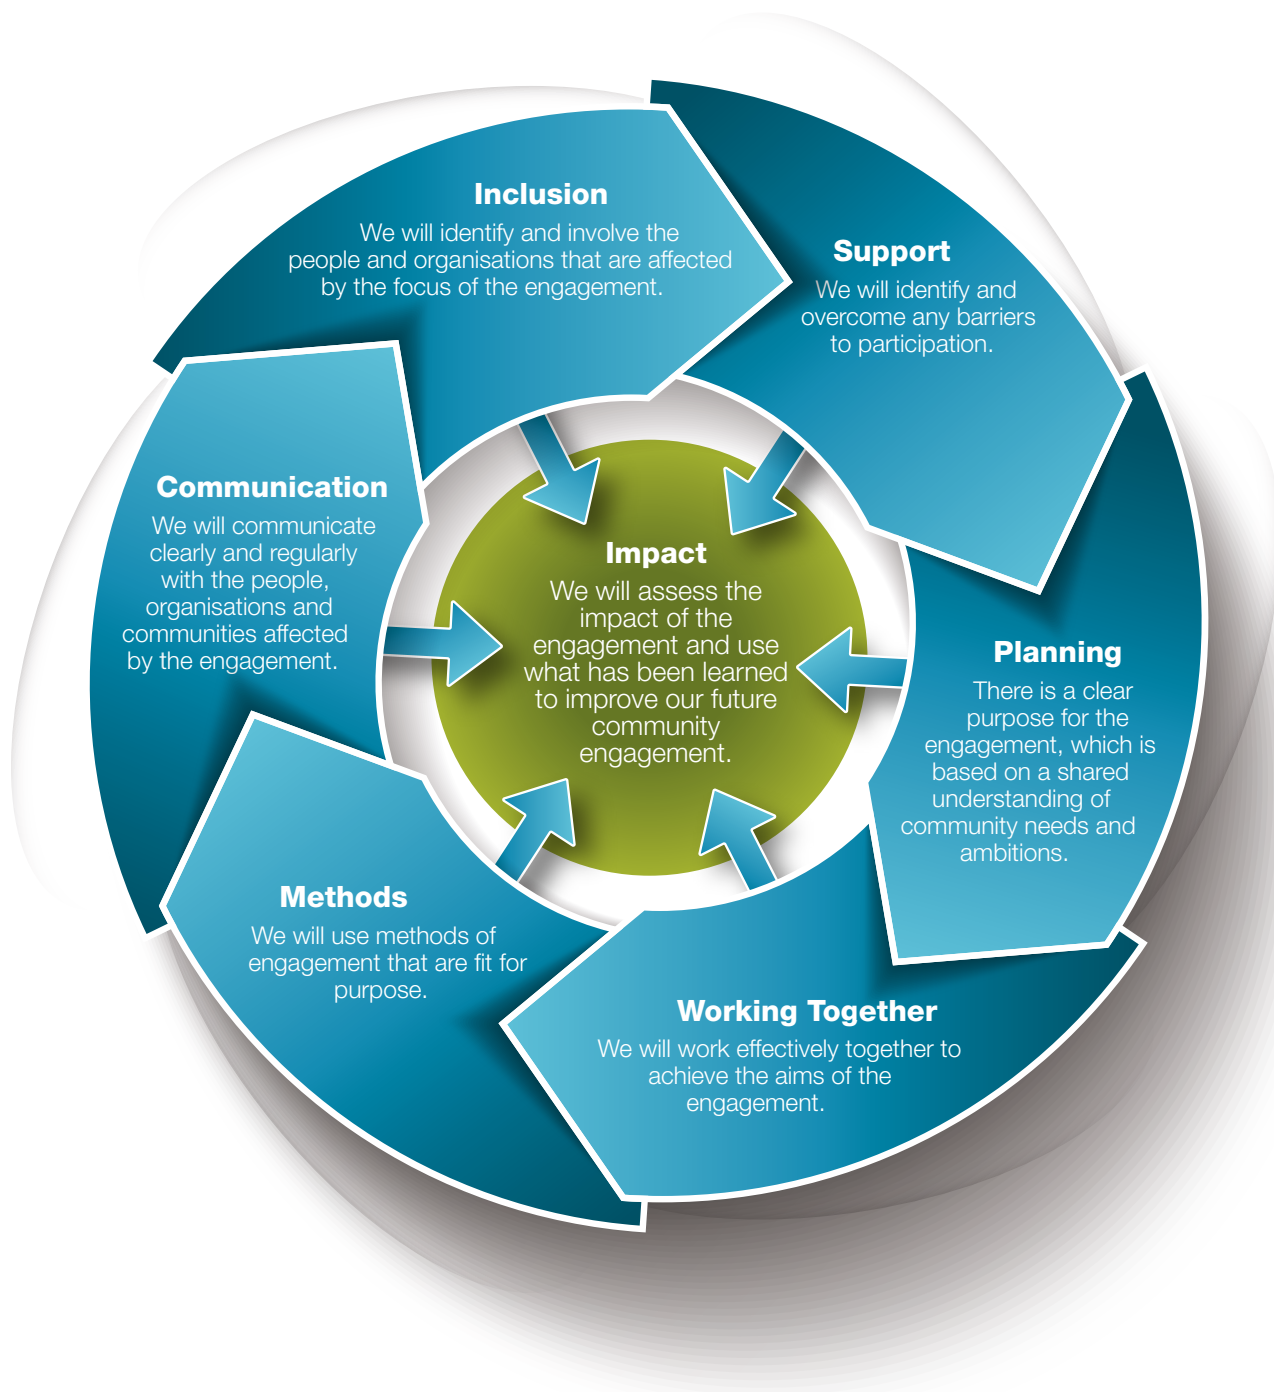 Inclusion
We will identify and involve the
people and organisations that are affected
by the focus of the engagement.
Support
We will identify and
overcome any barriers
to participation.
Planning
There is a clear
purpose for the
engagement, which is
based on a shared
understanding of
community needs and
ambitions.
Working Together
We will work effectively together to
achieve the aims of the
engagement.
Methods
We will use methods of
engagement that are fit for
purpose.
Communication
We will communicate
clearly and regularly
with the people,
organisations and
communities affected
by the engagement.
Impact
We will assess the
impact of the
engagement and use
what has been learned
to improve our future
community
engagement.